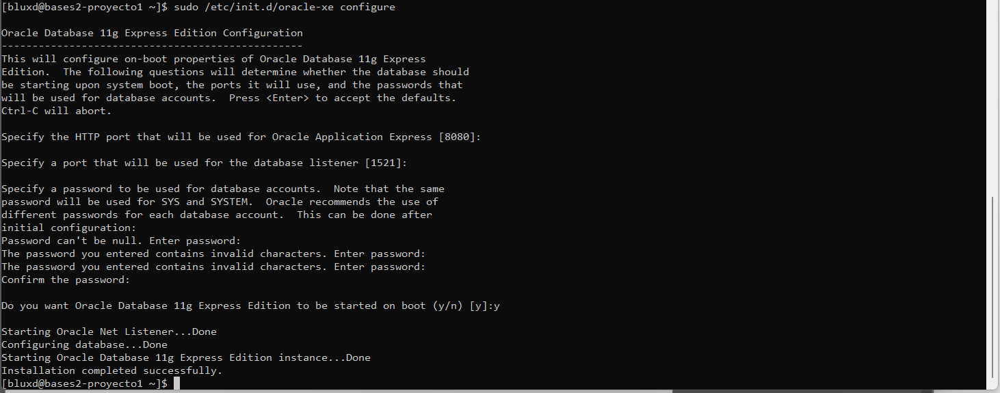 [bluxd@bases2-proyecto1 ~]$ sudo /etc/init.d/oracle-xe configure
Oracle Database 11g Express Edition Configuration
-------------------------------------------------
This will configure on-boot properties of Oracle Database 11g Express
Edition.  The following questions will determine whether the database should
be starting upon system boot, the ports it will use, and the passwords that
will be used for database accounts.  Press <Enter> to accept the defaults.
Ctrl-C will abort.
Specify the HTTP port that will be used for Oracle Application Express [8080]:
Specify a port that will be used for the database listener [1521]:
Specify a password to be used for database accounts.  Note that the same
password will be used for SYS and SYSTEM.  Oracle recommends the use of
different passwords for each database account.  This can be done after
initial configuration:
Password can't be null. Enter password:
The password you entered contains invalid characters. Enter password:
The password you entered contains invalid characters. Enter password:
Confirm the password:
Do you want Oracle Database 11g Express Edition to be started on boot (y/n) [y]:y
Starting Oracle Net Listener...Done
Configuring database...Done
Starting Oracle Database 11g Express Edition instance...Done
Installation completed successfully.
[bluxd@bases2-proyecto1 ~]$